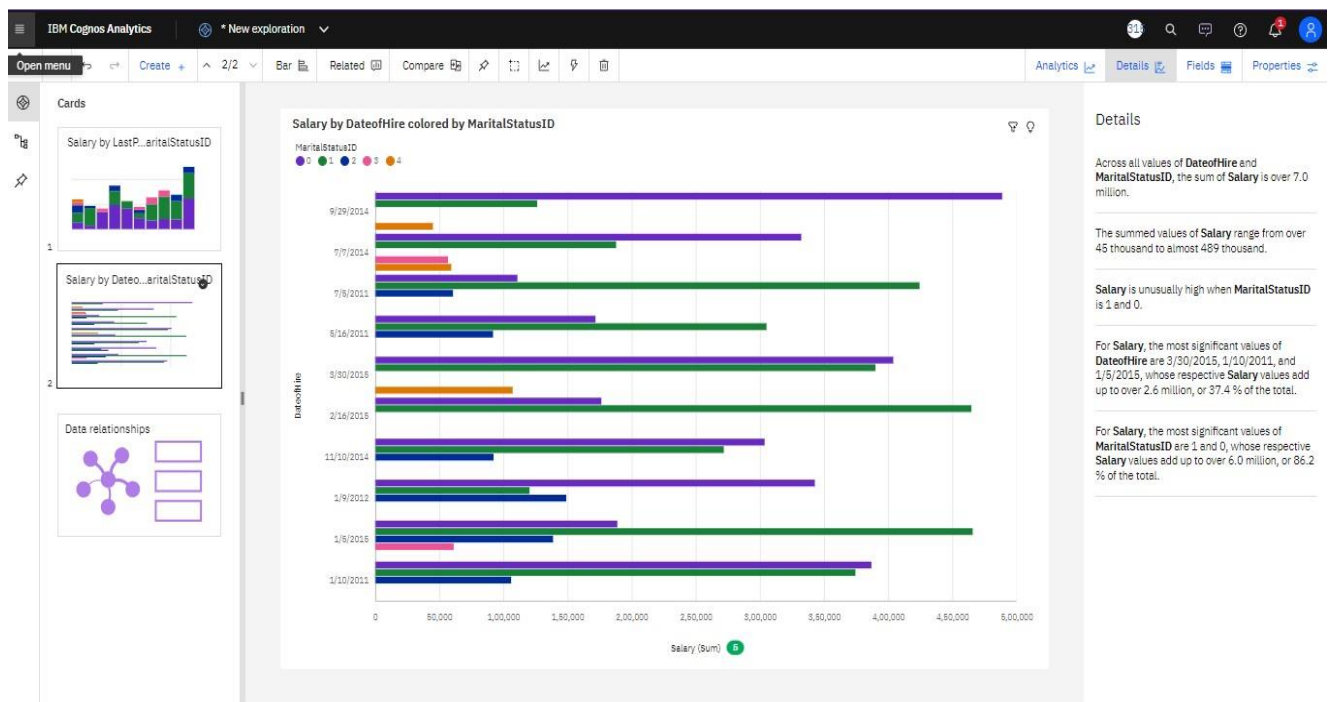 IBM Cognos Analytics
* New exploration
1
Open menu
Create +
2/2
Bar
Related
Compare
Analytics
Details
Fields
Properties
Cards
Salary by LastP...aritalStatusID
1
Salary by Dateo...aritalStatusID
2
Data relationships
Salary by DateofHire colored by MaritalStatusID
MaritalStatusID
0 1 2 3 4
DateofHire
9/29/2014
7/7/2014
7/5/2011
5/16/2011
3/30/2015
2/16/2015
11/10/2014
1/9/2012
1/5/2015
1/10/2011
0 50,000 1,00,000 1,50,000 2,00,000 2,50,000 3,00,000 3,50,000 4,00,000 4,50,000 5,00,000
Salary (Sum) 5
Details
Across all values of DateofHire and
MaritalStatusID, the sum of Salary is over 7.0
million.
The summed values of Salary range from over
45 thousand to almost 489 thousand.
Salary is unusually high when MaritalStatusID
is 1 and 0.
For Salary, the most significant values of
DateofHire are 3/30/2015, 1/10/2011, and
1/5/2015, whose respective Salary values add
up to over 2.6 million, or 37.4 % of the total.
For Salary, the most significant values of
MaritalStatusID are 1 and 0, whose respective
Salary values add up to over 6.0 million, or 86.2
% of the total.